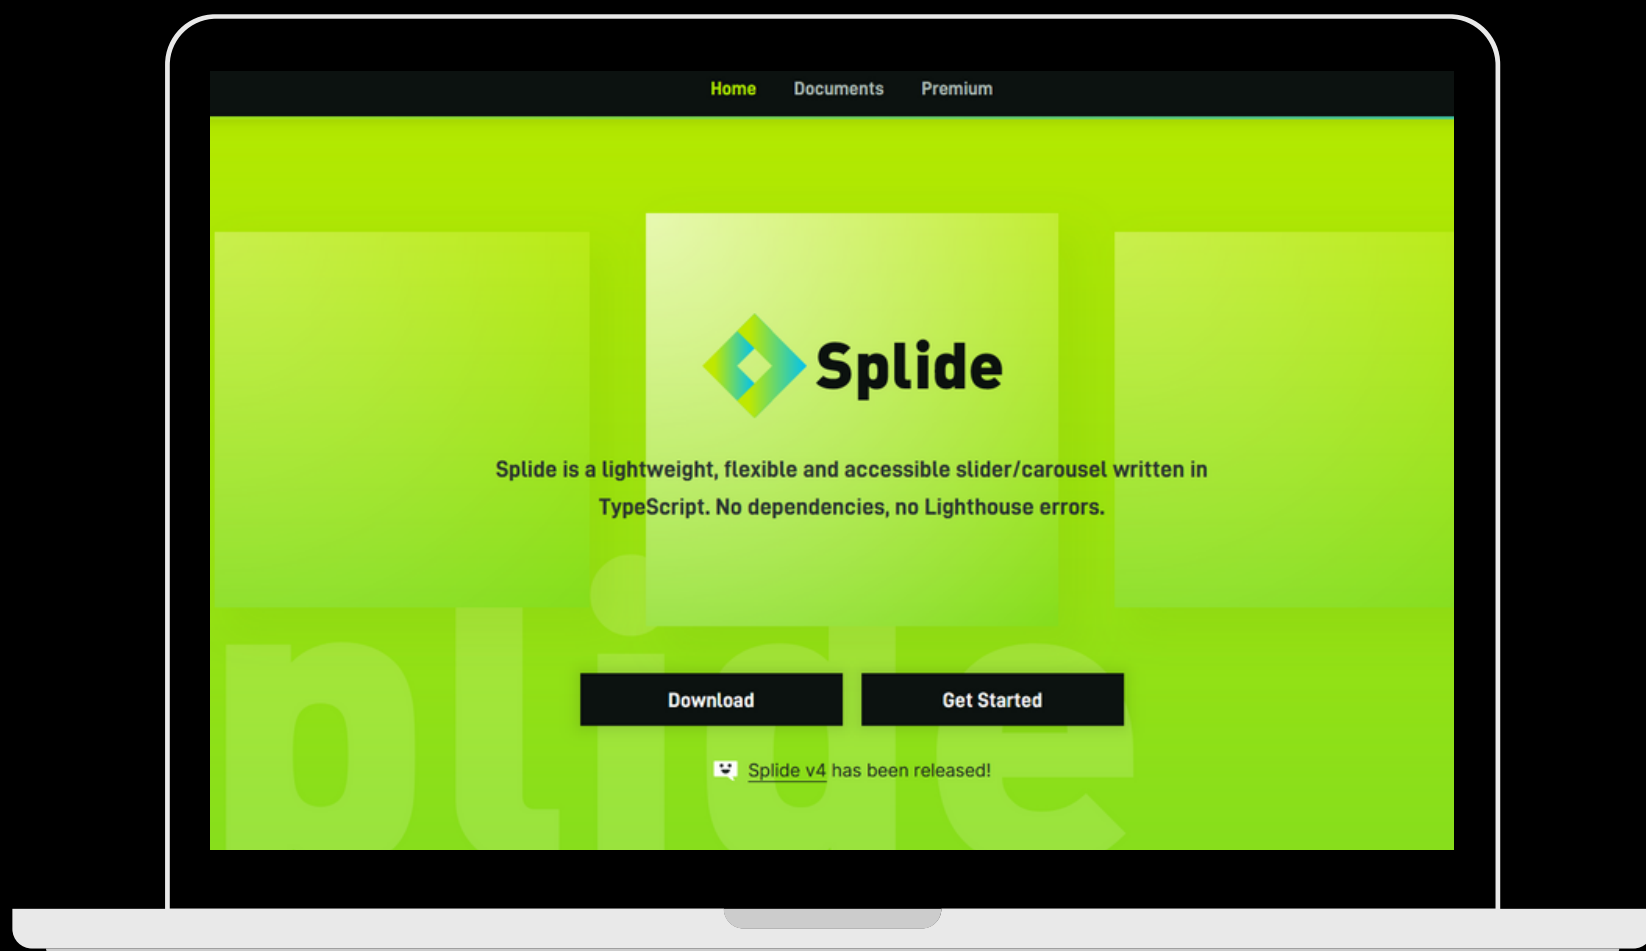 Home Documents Premium
Splide
Splide is a lightweight, flexible and accessible slider/carousel written in
TypeScript. No dependencies, no Lighthouse errors.
plide
Download Get Started
Splide v4 has been released!